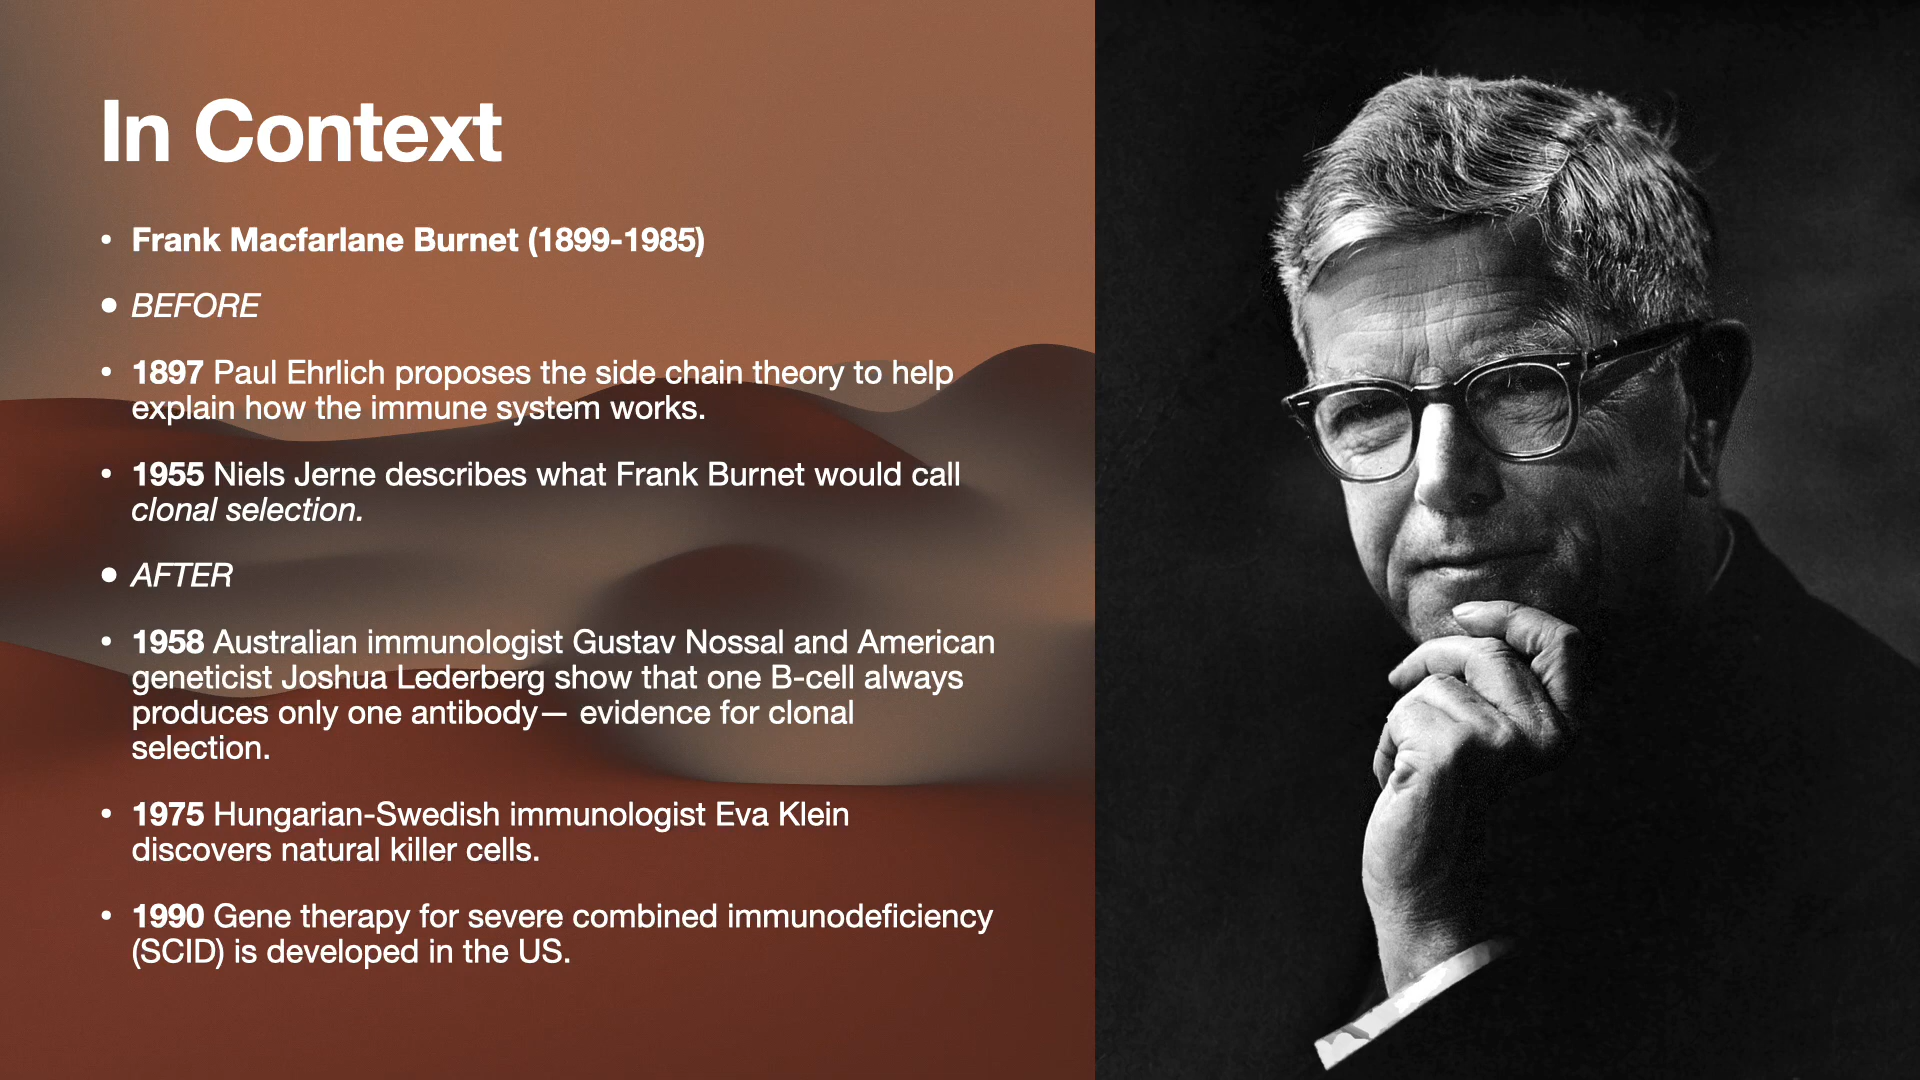 In Context
• Frank Macfarlane Burnet (1899-1985)
• BEFORE
• 1897 Paul Ehrlich proposes the side chain theory to help
explain how the immune system works.
• 1955 Niels Jerne describes what Frank Burnet would call
clonal selection.
• AFTER
• 1958 Australian immunologist Gustav Nossal and American
geneticist Joshua Lederberg show that one B-cell always
produces only one antibody— evidence for clonal
selection.
• 1975 Hungarian-Swedish immunologist Eva Klein
discovers natural killer cells.
• 1990 Gene therapy for severe combined immunodeficiency
(SCID) is developed in the US.